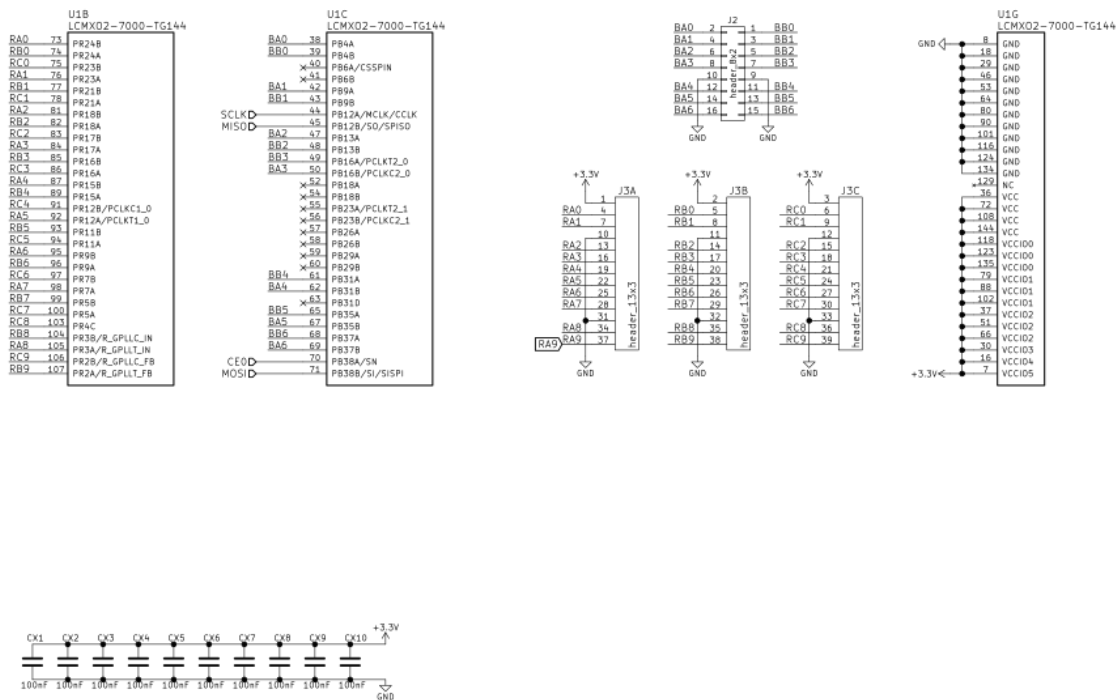 U1B
LCMXO2-7000-TG144
RA0 73 PR24B
RB0 74 PR24A
RC0 75 PR23B
RA1 76 PR23A
RB1 77 PR21B
RC1 78 PR21A
RA2 81 PR18B
RB2 82 PR18A
RC2 83 PR17B
RA3 84 PR17A
RB3 85 PR16B
RC3 86 PR16A
RA4 87 PR15B
RB4 89 PR15A
RC4 91 PR12B/PCLKC1_0
RA5 92 PR12A/PCLKT1_0
RB5 93 PR11B
RC5 94 PR11A
RA6 95 PR9B
RB6 96 PR9A
RC6 97 PR7B
RA7 98 PR7A
RB7 99 PR5B
RC7 100 PR5A
RC8 103 PR4C
RB8 104 PR3B/R_GPLLC_IN
RA8 105 PR3A/R_GPLLT_IN
RC9 106 PR2B/R_GPLLC_FB
RB9 107 PR2A/R_GPLLT_FB
U1C
LCMXO2-7000-TG144
BA0 38 PB4A
BB0 39 PB4B
40 PB6A/CSSPIN
41 PB6B
BA1 42 PB9A
BB1 43 PB9B
SCLK 44 PB12A/MCLK/CCLK
MISO 45 PB12B/SO/SPISO
BA2 47 PB13A
BB2 48 PB13B
BB3 49 PB16A/PCLKT2_0
BA3 50 PB16B/PCLKC2_0
52 PB18A
54 PB18B
55 PB23A/PCLKT2_1
56 PB23B/PCLKC2_1
57 PB26A
58 PB26B
59 PB29A
60 PB29B
BB4 61 PB31A
BA4 62 PB31B
63 PB31D
BB5 65 PB35A
BA5 67 PB35B
BB6 68 PB37A
BA6 69 PB37B
CE0 70 PB38A/SN
MOSI 71 PB38B/SI/SISPI
J2
BA0 2 1 BB0
BA1 4 3 BB1
BA2 6 5 BB2
BA3 8 7 BB3
10 9
BA4 12 11 BB4
BA5 14 13 BB5
BA6 16 15 BB6
header_8x2
GND GND
+3.3V
J3A
1
RA0 4
RA1 7
10
RA2 13
RA3 16
RA4 19
RA5 22
RA6 25
RA7 28
31
RA8 34
RA9 RA9 37
header_13x3
GND
+3.3V
J3B
2
RB0 5
RB1 8
11
RB2 14
RB3 17
RB4 20
RB5 23
RB6 26
RB7 29
32
RB8 35
RB9 38
header_13x3
GND
+3.3V
J3C
3
RC0 6
RC1 9
12
RC2 15
RC3 18
RC4 21
RC5 24
RC6 27
RC7 30
33
RC8 36
RC9 39
header_13x3
GND
U1G
LCMXO2-7000-TG144
GND 8 GND
18 GND
29 GND
46 GND
53 GND
64 GND
80 GND
90 GND
101 GND
116 GND
124 GND
134 GND
129 NC
36 VCC
72 VCC
108 VCC
144 VCC
118 VCCIO0
123 VCCIO0
135 VCCIO0
79 VCCIO1
88 VCCIO1
102 VCCIO1
37 VCCIO2
51 VCCIO2
66 VCCIO2
30 VCCIO3
16 VCCIO4
+3.3V 7 VCCIO5
CX1 CX2 CX3 CX4 CX5 CX6 CX7 CX8 CX9 CX10 +3.3V
100nF 100nF 100nF 100nF 100nF 100nF 100nF 100nF 100nF 100nF GND